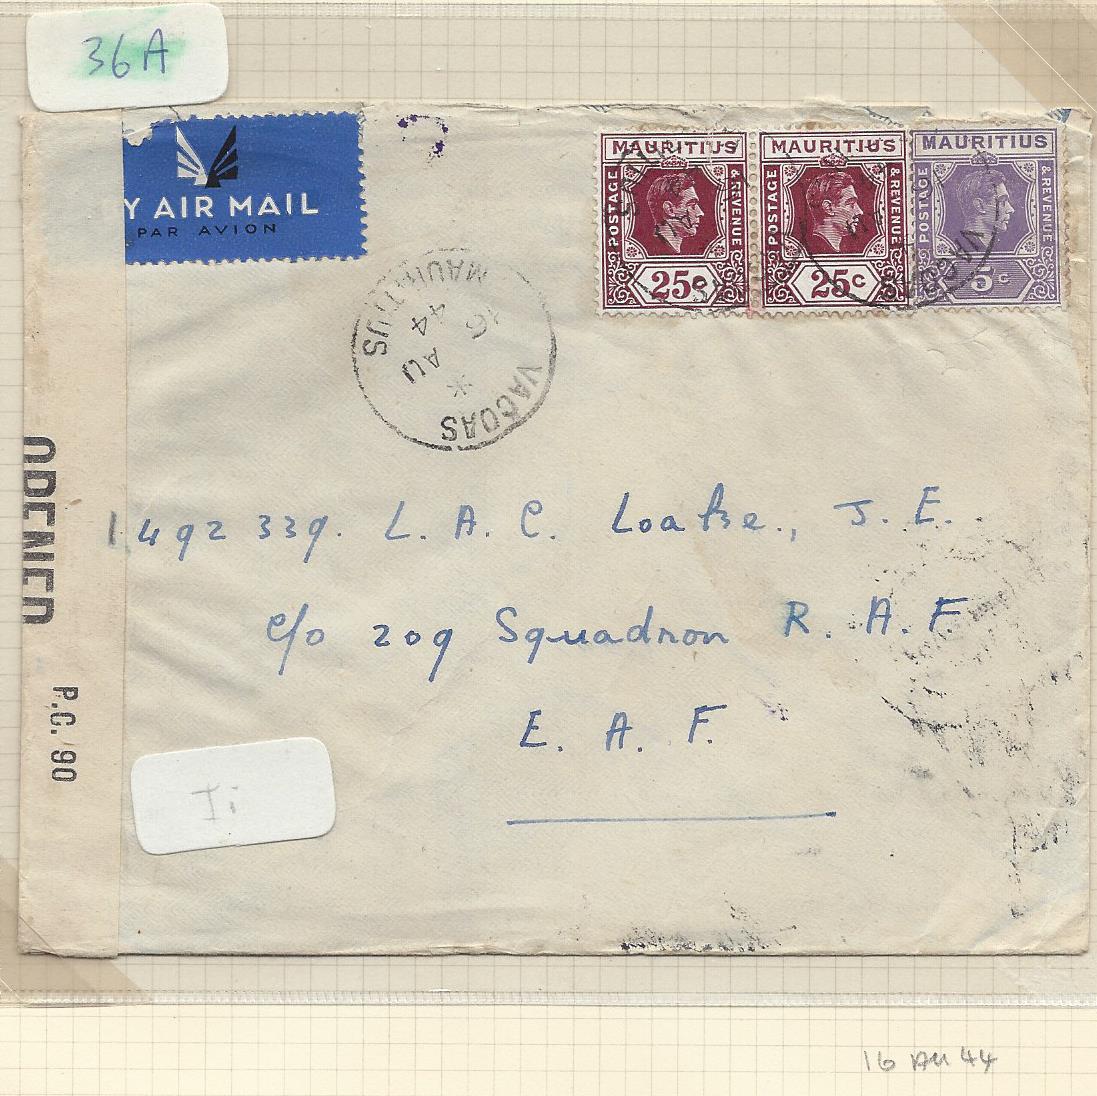 36A
Y AIR MAIL
PAR AVION
MAURITIUS
POSTAGE
& REVENUE
25c
MAURITIUS
POSTAGE
& REVENUE
25c
MAURITIUS
POSTAGE
& REVENUE
5c
VACOAS
MAURITIUS
16
AU
44
OPENED
P.C. 90
1492339. L. A. C. Loake., J. E.
c/o 209 Squadron R. A. F.
E. A. F.
Ii
16 AU 44